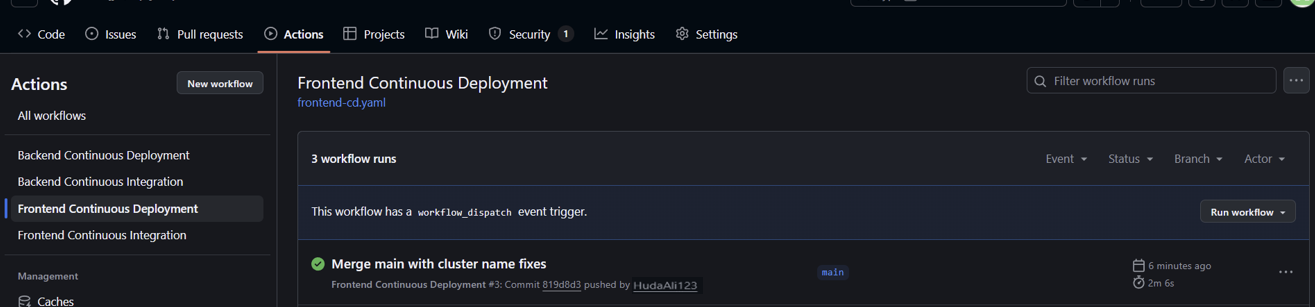 Code Issues Pull requests Actions Projects Wiki Security 1 Insights Settings
Actions
New workflow
All workflows
Backend Continuous Deployment
Backend Continuous Integration
Frontend Continuous Deployment
Frontend Continuous Integration
Management
Caches
Frontend Continuous Deployment
frontend-cd.yaml
Filter workflow runs
3 workflow runs
Event Status Branch Actor
This workflow has a workflow_dispatch event trigger.
Run workflow
Merge main with cluster name fixes
Frontend Continuous Deployment #3: Commit 819d8d3 pushed by HudaAli123
main
6 minutes ago
2m 6s